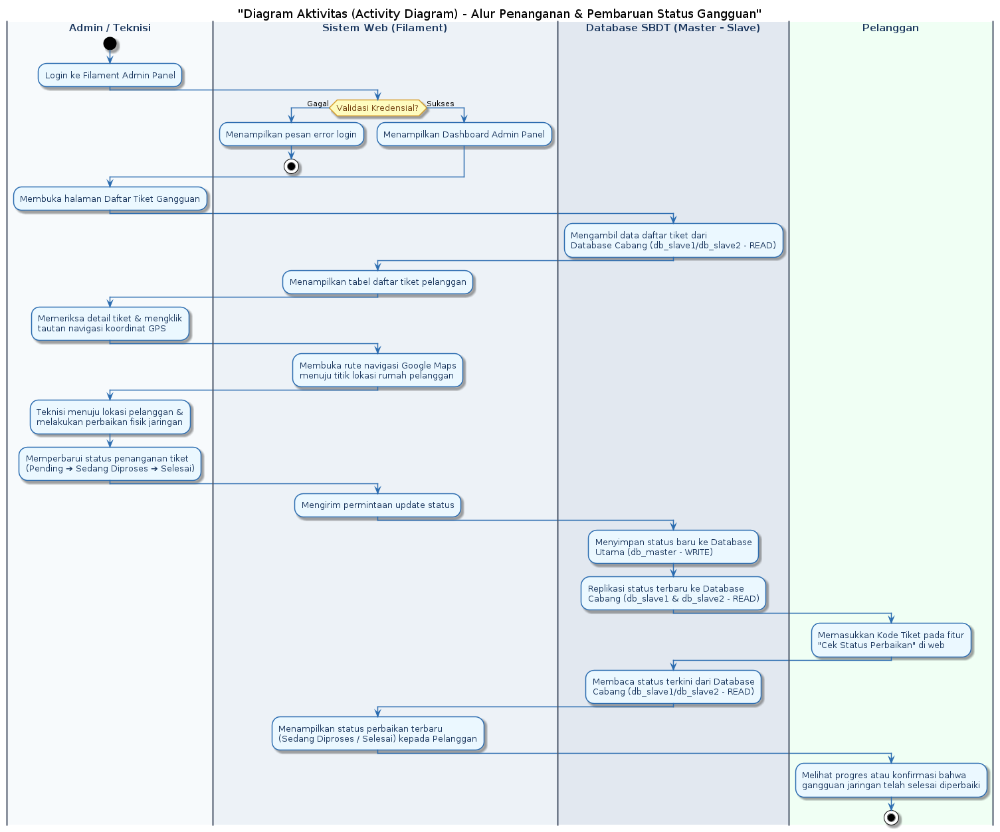 "Diagram Aktivitas (Activity Diagram) - Alur Penanganan & Pembaruan Status Gangguan"
Admin / Teknisi
Sistem Web (Filament)
Database SBDT (Master - Slave)
Pelanggan
Login ke Filament Admin Panel
Validasi Kredensial?
Gagal
Sukses
Menampilkan pesan error login
Menampilkan Dashboard Admin Panel
Membuka halaman Daftar Tiket Gangguan
Mengambil data daftar tiket dari
Database Cabang (db_slave1/db_slave2 - READ)
Menampilkan tabel daftar tiket pelanggan
Memeriksa detail tiket & mengklik
tautan navigasi koordinat GPS
Membuka rute navigasi Google Maps
menuju titik lokasi rumah pelanggan
Teknisi menuju lokasi pelanggan &
melakukan perbaikan fisik jaringan
Memperbarui status penanganan tiket
(Pending ➔ Sedang Diproses ➔ Selesai)
Mengirim permintaan update status
Menyimpan status baru ke Database
Utama (db_master - WRITE)
Replikasi status terbaru ke Database
Cabang (db_slave1 & db_slave2 - READ)
Memasukkan Kode Tiket pada fitur
"Cek Status Perbaikan" di web
Membaca status terkini dari Database
Cabang (db_slave1/db_slave2 - READ)
Menampilkan status perbaikan terbaru
(Sedang Diproses / Selesai) kepada Pelanggan
Melihat progres atau konfirmasi bahwa
gangguan jaringan telah selesai diperbaiki